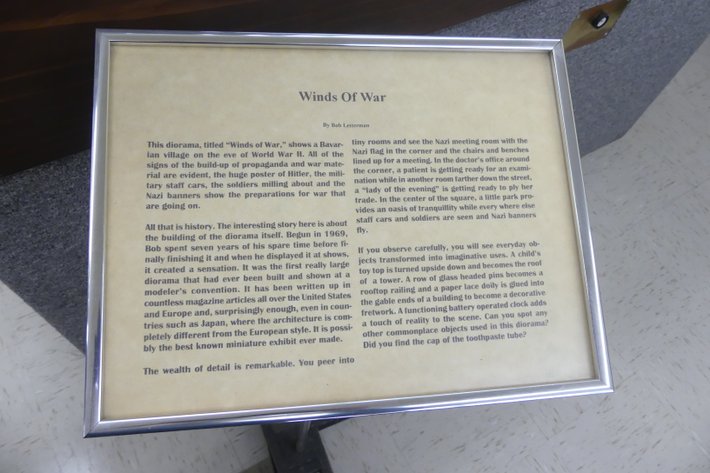 Winds Of War
By Bob Letterman
This diorama, titled "Winds of War," shows a Bavar-
ian village on the eve of World War II. All of the
signs of the build-up of propaganda and war mate-
rial are evident, the huge poster of Hitler, the mili-
tary staff cars, the soldiers milling about and the
Nazi banners show the preparations for war that
are going on.
All that is history. The interesting story here is about
the building of the diorama itself. Begun in 1969,
Bob spent seven years of his spare time before fi-
nally finishing it and when he displayed it at shows,
it created a sensation. It was the first really large
diorama that had ever been built and shown at a
modeler's convention. It has been written up in
countless magazine articles all over the United States
and Europe and, surprisingly enough, even in coun-
tries such as Japan, where the architecture is com-
pletely different from the European style. It is possi-
bly the best known miniature exhibit ever made.
The wealth of detail is remarkable. You peer into
tiny rooms and see the Nazi meeting room with the
Nazi flag in the corner and the chairs and benches
lined up for a meeting. In the doctor's office around
the corner, a patient is getting ready for an exami-
nation while in another room farther down the street,
a "lady of the evening" is getting ready to ply her
trade. In the center of the square, a little park pro-
vides an oasis of tranquillity while every where else
staff cars and soldiers are seen and Nazi banners
fly.
If you observe carefully, you will see everyday ob-
jects transformed into imaginative uses. A child's
toy top is turned upside down and becomes the roof
of a tower. A row of glass beaded pins becomes a
rooftop railing and a paper lace doily is glued into
the gable ends of a building to become a decorative
fretwork. A functioning battery operated clock adds
a touch of reality to the scene. Can you spot any
other commonplace objects used in this diorama?
Did you find the cap of the toothpaste tube?